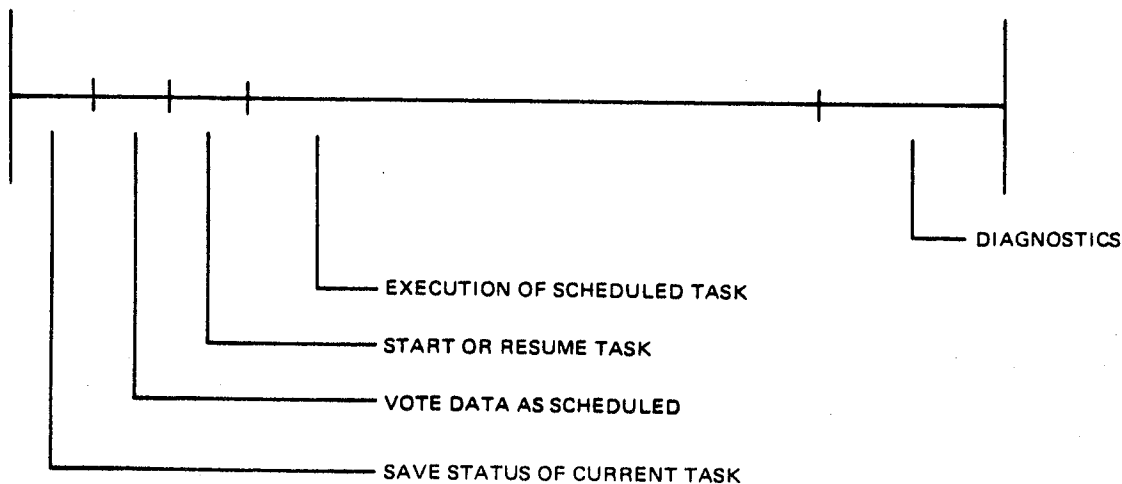 DIAGNOSTICS
EXECUTION OF SCHEDULED TASK
START OR RESUME TASK
VOTE DATA AS SCHEDULED
SAVE STATUS OF CURRENT TASK